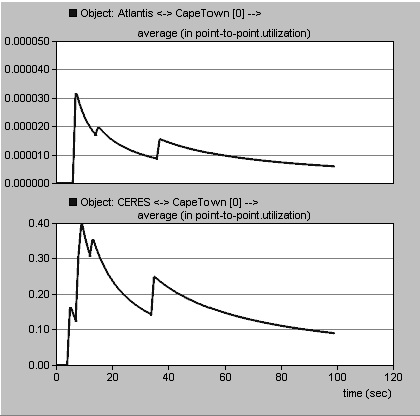 Object: Atlantis <-> CapeTown [0] -->
average (in point-to-point.utilization)
0.000050
0.000040
0.000030
0.000020
0.000010
0.000000
Object: CERES <-> CapeTown [0] -->
average (in point-to-point.utilization)
0.40
0.30
0.20
0.10
0.00
0 20 40 60 80 100 120
time (sec)